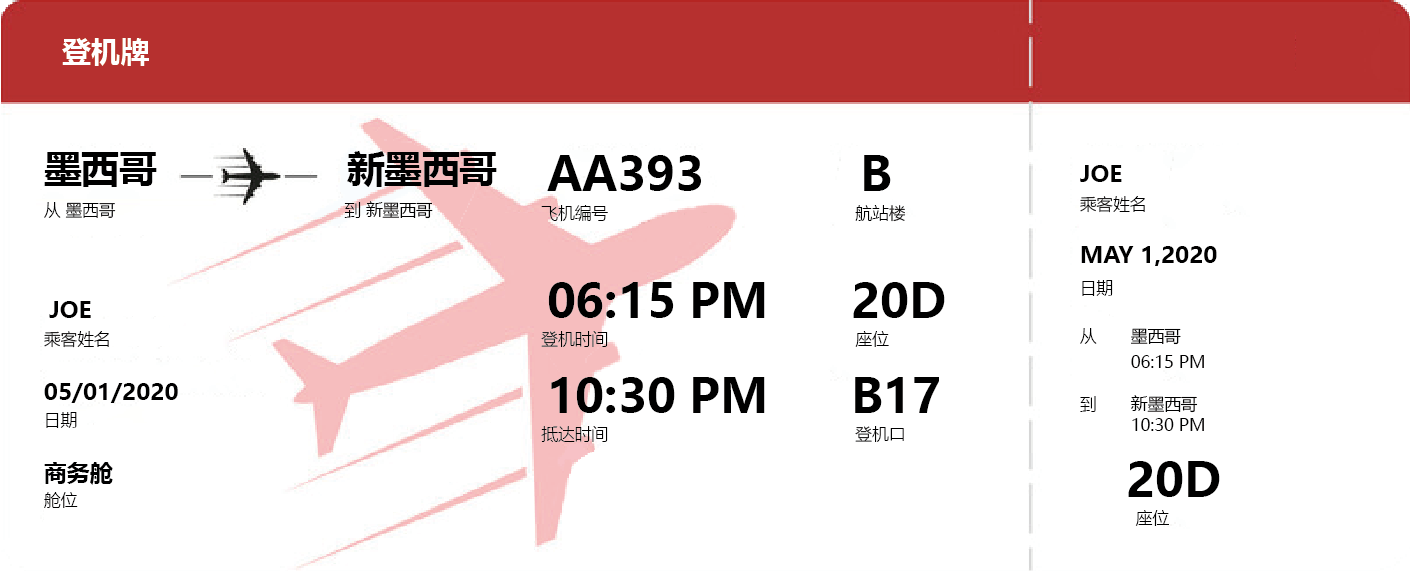 登机牌
墨西哥 新墨西哥 AA393 B
从 墨西哥 到 新墨西哥 飞机编号 航站楼
JOE 06:15 PM 20D
乘客姓名 登机时间 座位
05/01/2020 10:30 PM B17
日期 抵达时间 登机口
商务舱
舱位
JOE
乘客姓名
MAY 1,2020
日期
从 墨西哥
06:15 PM
到 新墨西哥
10:30 PM
20D
座位